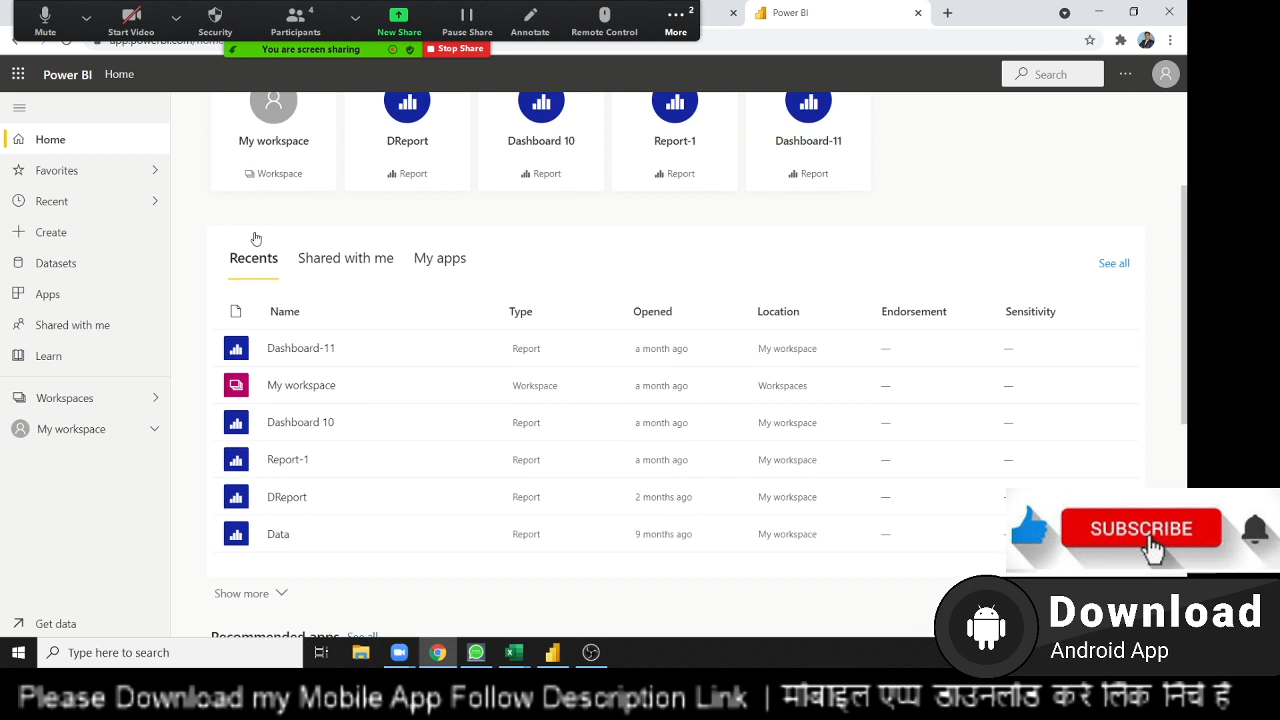 4
2
Mute
Start Video
Security
Participants
New Share
Pause Share
Annotate
Remote Control
More
Power BI
You are screen sharing
Stop Share
Power BI
Home
Search
My workspace
Workspace
DReport
Report
Dashboard 10
Report
Report-1
Report
Dashboard-11
Report
Home
Favorites
Recent
Create
Datasets
Apps
Shared with me
Learn
Workspaces
My workspace
Get data
Recents
Shared with me
My apps
See all
Name Type Opened Location Endorsement Sensitivity
Dashboard-11 Report a month ago My workspace — —
My workspace Workspace a month ago Workspaces — —
Dashboard 10 Report a month ago My workspace — —
Report-1 Report a month ago My workspace — —
DReport Report 2 months ago My workspace — —
Data Report 9 months ago My workspace —
Show more
Recommended apps See all
SUBSCRIBE
Download
Android App
Type here to search
Please Download my Mobile App Follow Description Link | मोबाइल एप्प डाउनलोड करे लिंक निचे है